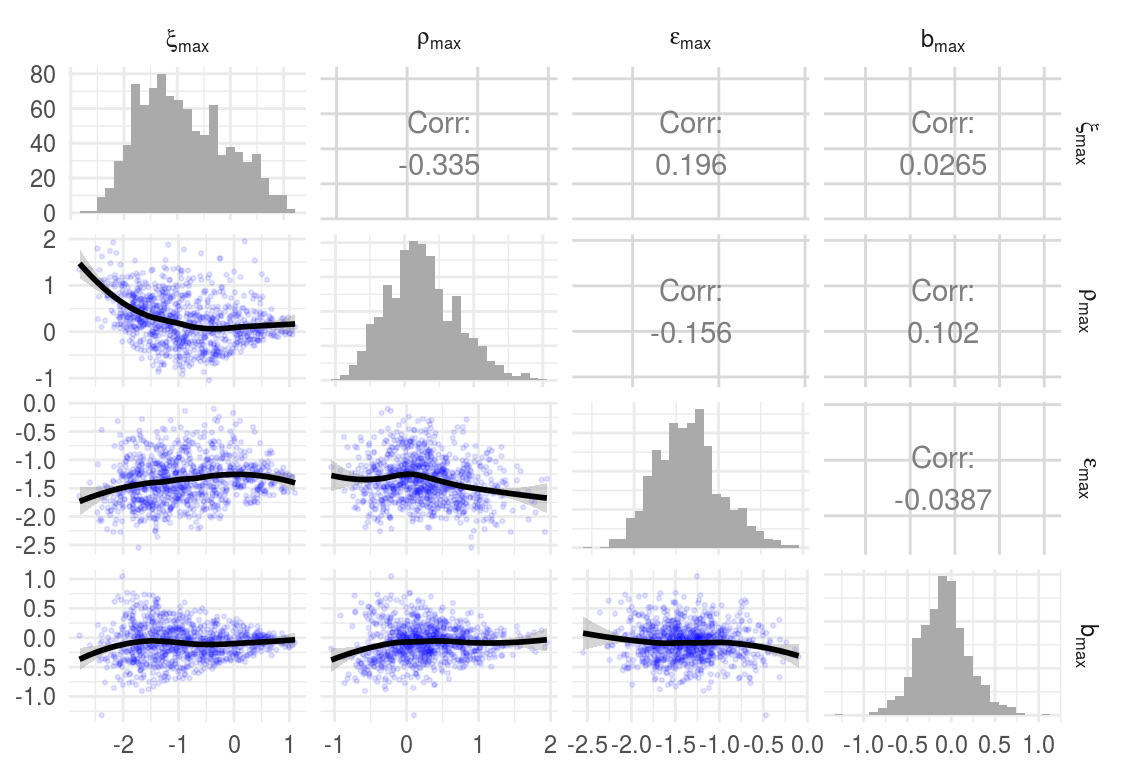 ξmax ρmax εmax bmax
80
60
40
20
0
Corr:
-0.335
Corr:
0.196
Corr:
0.0265
ξmax
2
1
0
-1
Corr:
-0.156
Corr:
0.102
ρmax
0.0
-0.5
-1.0
-1.5
-2.0
-2.5
Corr:
-0.0387
εmax
1.0
0.5
0.0
-0.5
-1.0
bmax
-2 -1 0 1 -1 0 1 2 -2.5 -2.0 -1.5 -1.0 -0.5 0.0 -1.0 -0.5 0.0 0.5 1.0